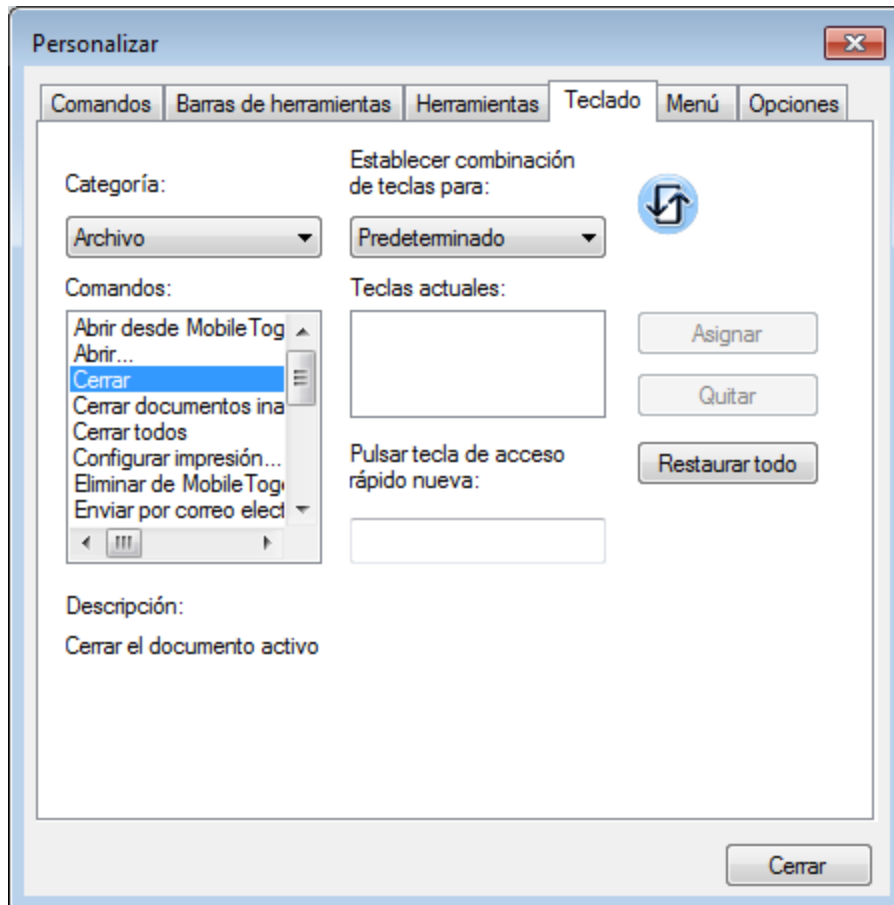 Personalizar
Comandos Barras de herramientas Herramientas Teclado Menú Opciones
Categoría:
Establecer combinación
de teclas para:
Archivo
Predeterminado
Comandos:
Teclas actuales:
Abrir desde MobileTog
Abrir...
Cerrar
Cerrar documentos ina
Cerrar todos
Configurar impresión...
Eliminar de MobileToge
Enviar por correo elect
Asignar
Quitar
Pulsar tecla de acceso
rápido nueva:
Restaurar todo
Descripción:
Cerrar el documento activo
Cerrar